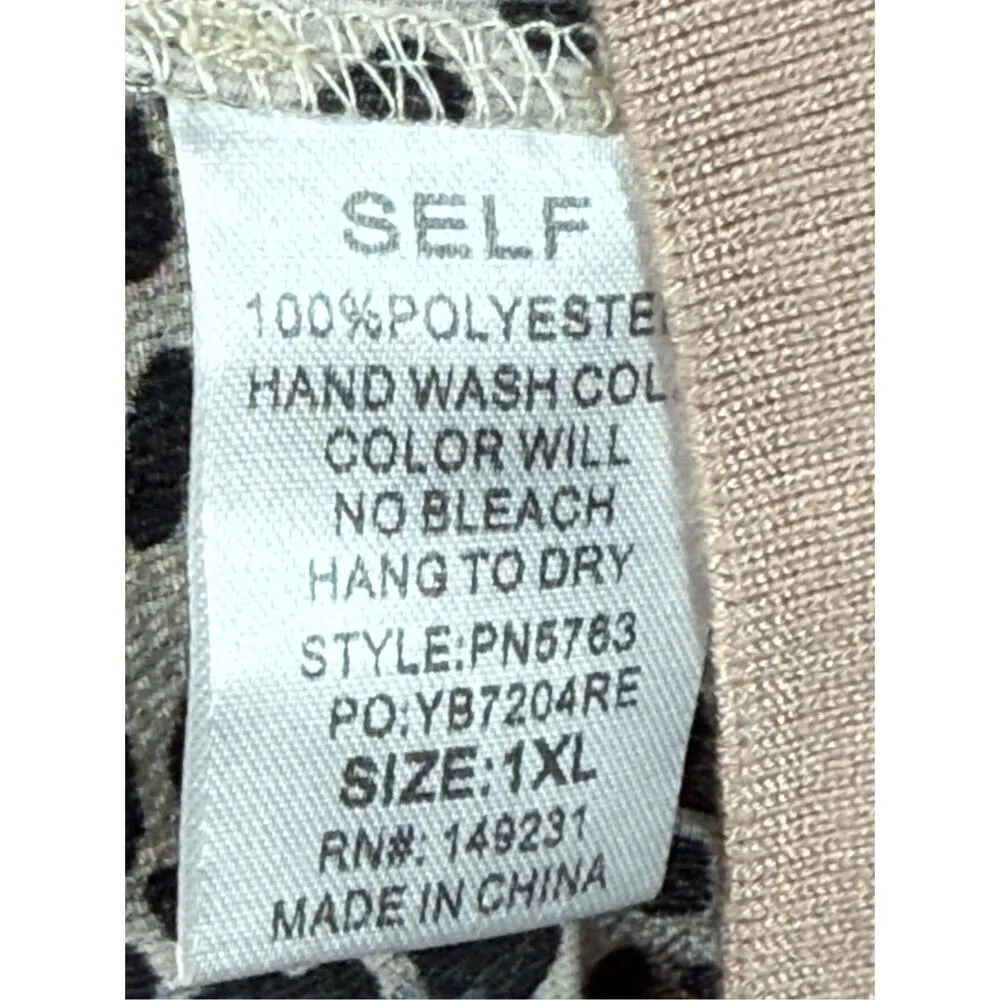 SELF
100%POLYESTE
HAND WASH COL
COLOR WILL
NO BLEACH
HANG TO DRY
STYLE:PN5763
PO:YB7204RE
SIZE:1XL
RN#: 149231
MADE IN CHINA